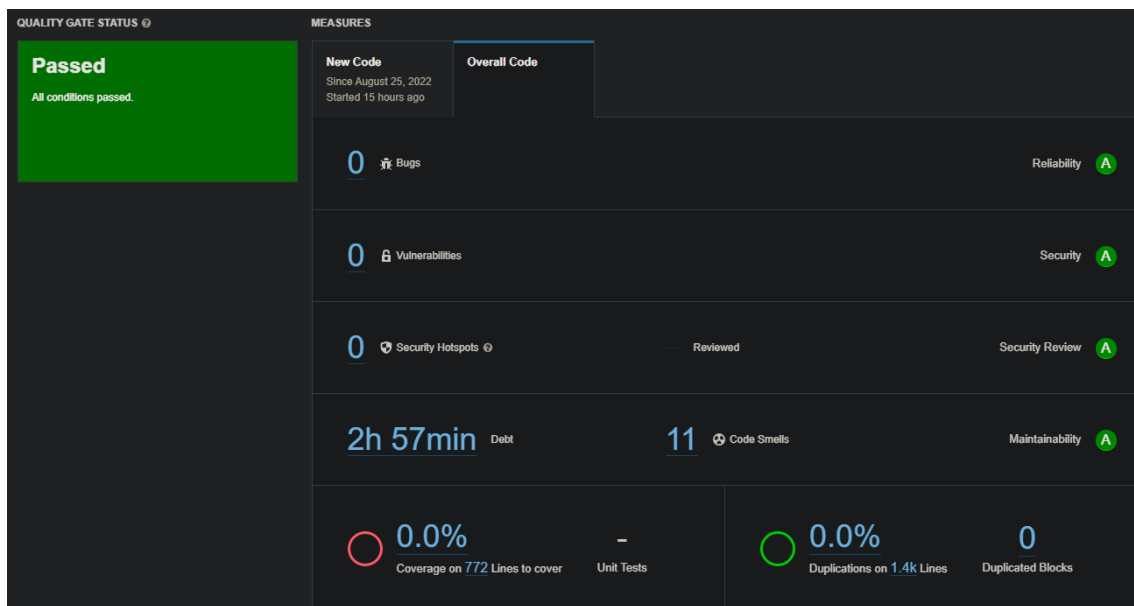 QUALITY GATE STATUS
MEASURES
Passed
All conditions passed.
New Code
Since August 25, 2022
Started 15 hours ago
Overall Code
0 Bugs
Reliability A
0 Vulnerabilities
Security A
0 Security Hotspots
Reviewed
Security Review A
2h 57min Debt
11 Code Smells
Maintainability A
0.0%
Coverage on 772 Lines to cover
-
Unit Tests
0.0%
Duplications on 1.4k Lines
0
Duplicated Blocks